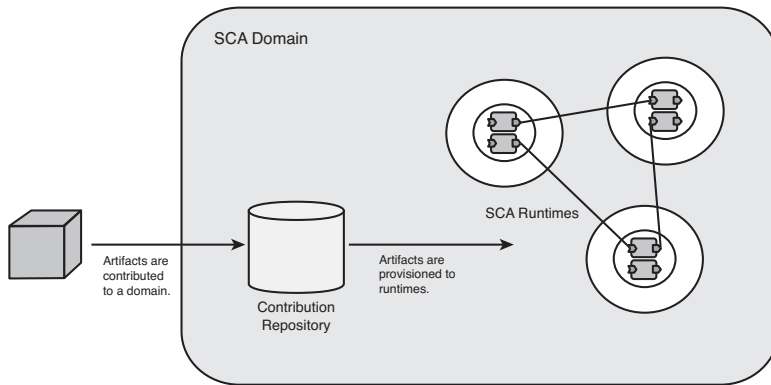 SCA Domain
SCA Runtimes
Artifacts are
contributed
to a domain.
Artifacts are
provisioned to
runtimes.
Contribution
Repository